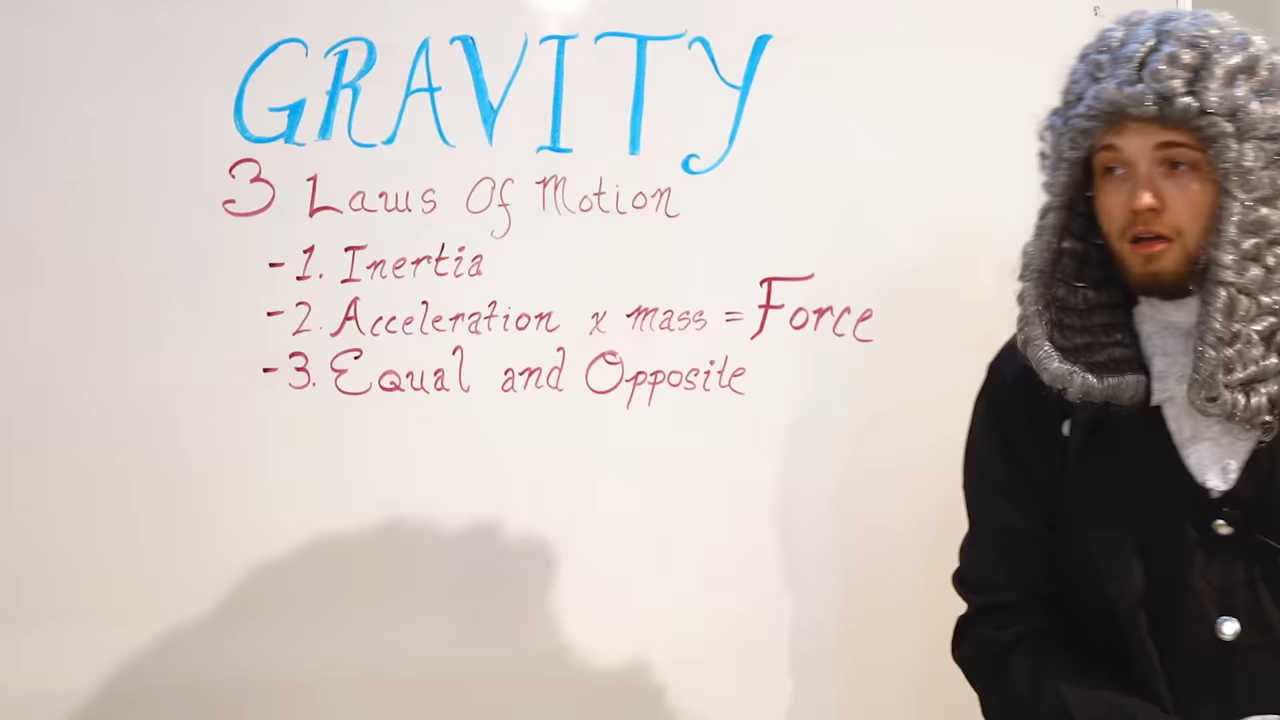 GRAVITY
3 Laws Of Motion
-1. Inertia
-2. Acceleration x mass = Force
-3. Equal and Opposite